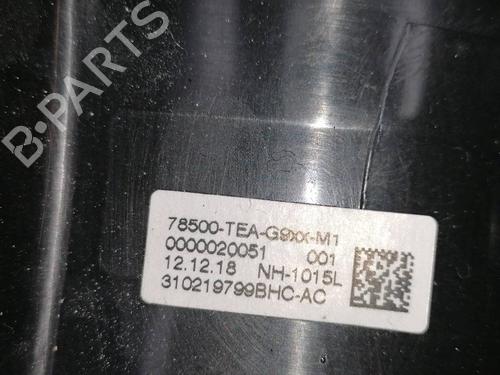 B-PARTS
78500-TEA-G9XX-M1
0000020051 001
12.12.18 NH-1015L
310219799BHC-AC